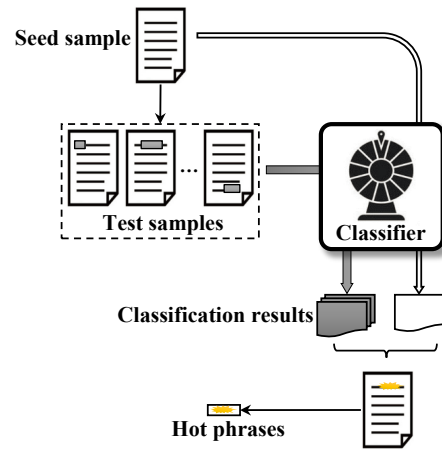 Seed sample
...
Test samples
Classifier
Classification results
Hot phrases